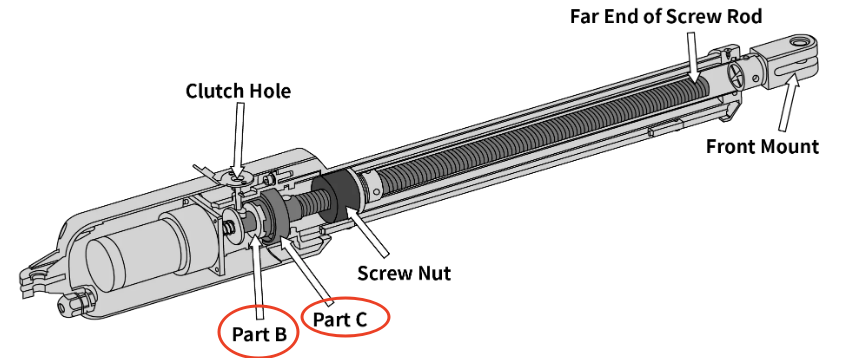 Far End of Screw Rod
Clutch Hole
Front Mount
Screw Nut
Part C
Part B